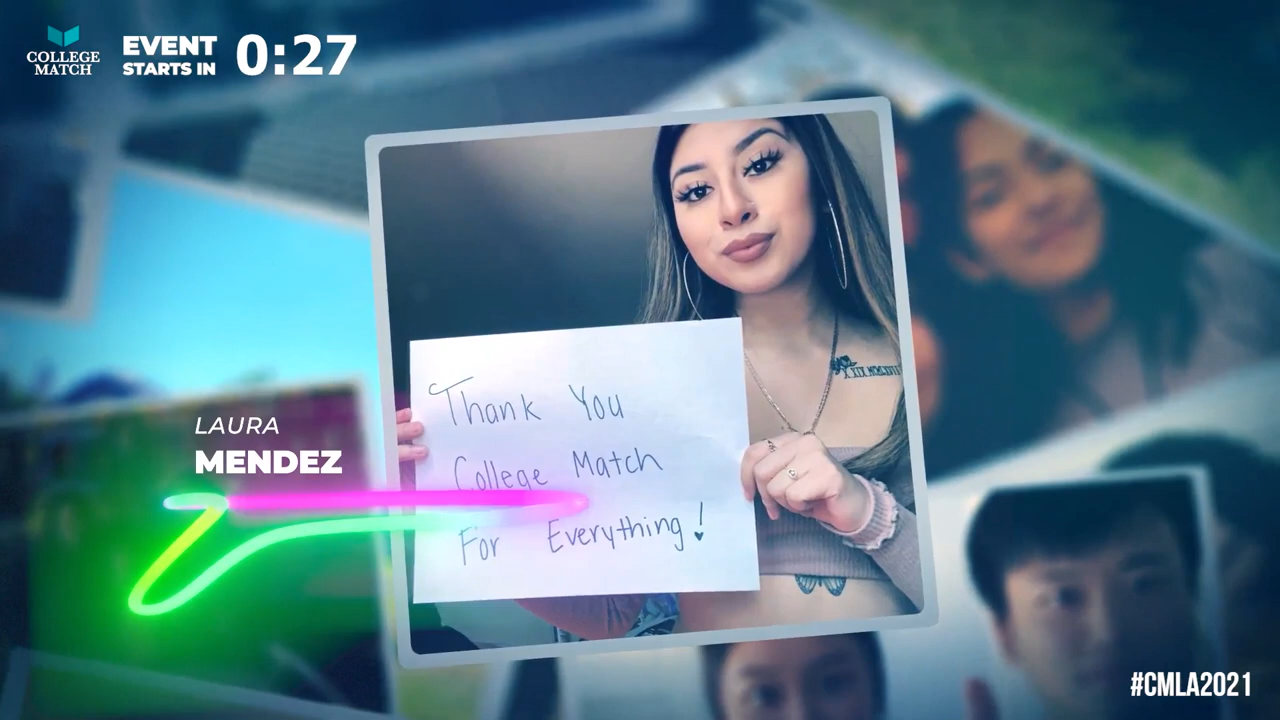 COLLEGE
MATCH
EVENT
STARTS IN
0:27
Thank You
College Match
For Everything!
LAURA
MENDEZ
#CMLA2021